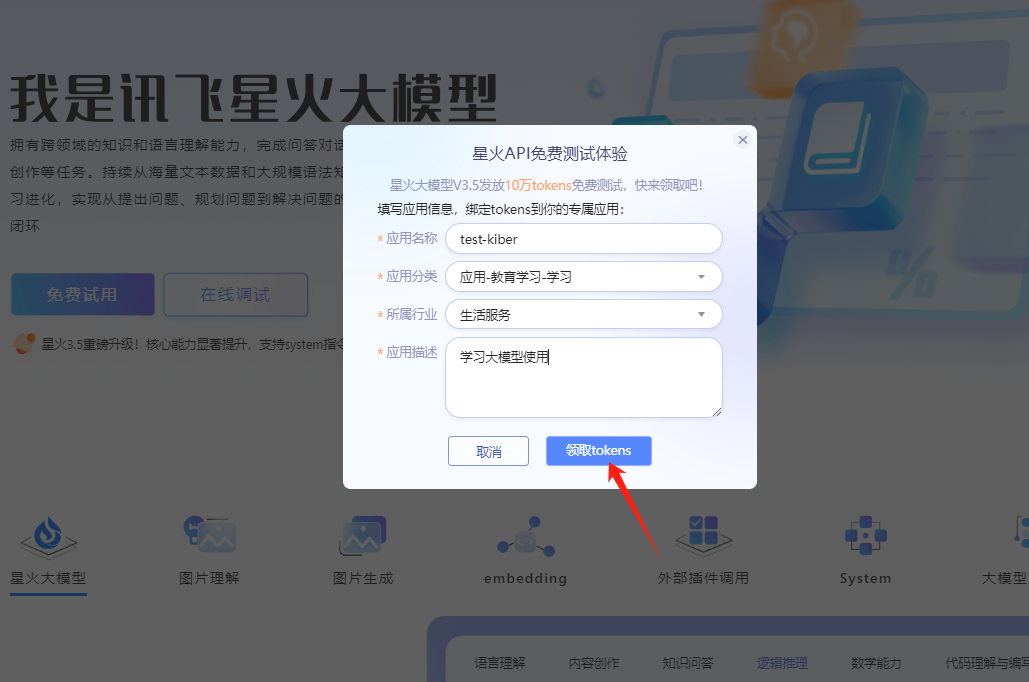 我是讯飞星火大模型
拥有跨领域的知识和语言理解能力，完成问答对话
创作等任务。持续从海量文本数据和大规模语法知
习进化，实现从提出问题、规划问题到解决问题的
闭环
免费试用
在线调试
星火3.5重磅升级！核心能力显著提升，支持system指令
星火API免费测试体验
星火大模型V3.5发放10万tokens免费测试，快来领取吧！
填写应用信息，绑定tokens到你的专属应用：
* 应用名称 test-kiber
* 应用分类 应用-教育学习-学习
* 所属行业 生活服务
* 应用描述 学习大模型使用
取消
领取tokens
%
星火大模型
图片理解
图片生成
embedding
外部插件调用
System
大模型
语言理解
内容创作
知识问答
逻辑推理
数学能力
代码理解与编写